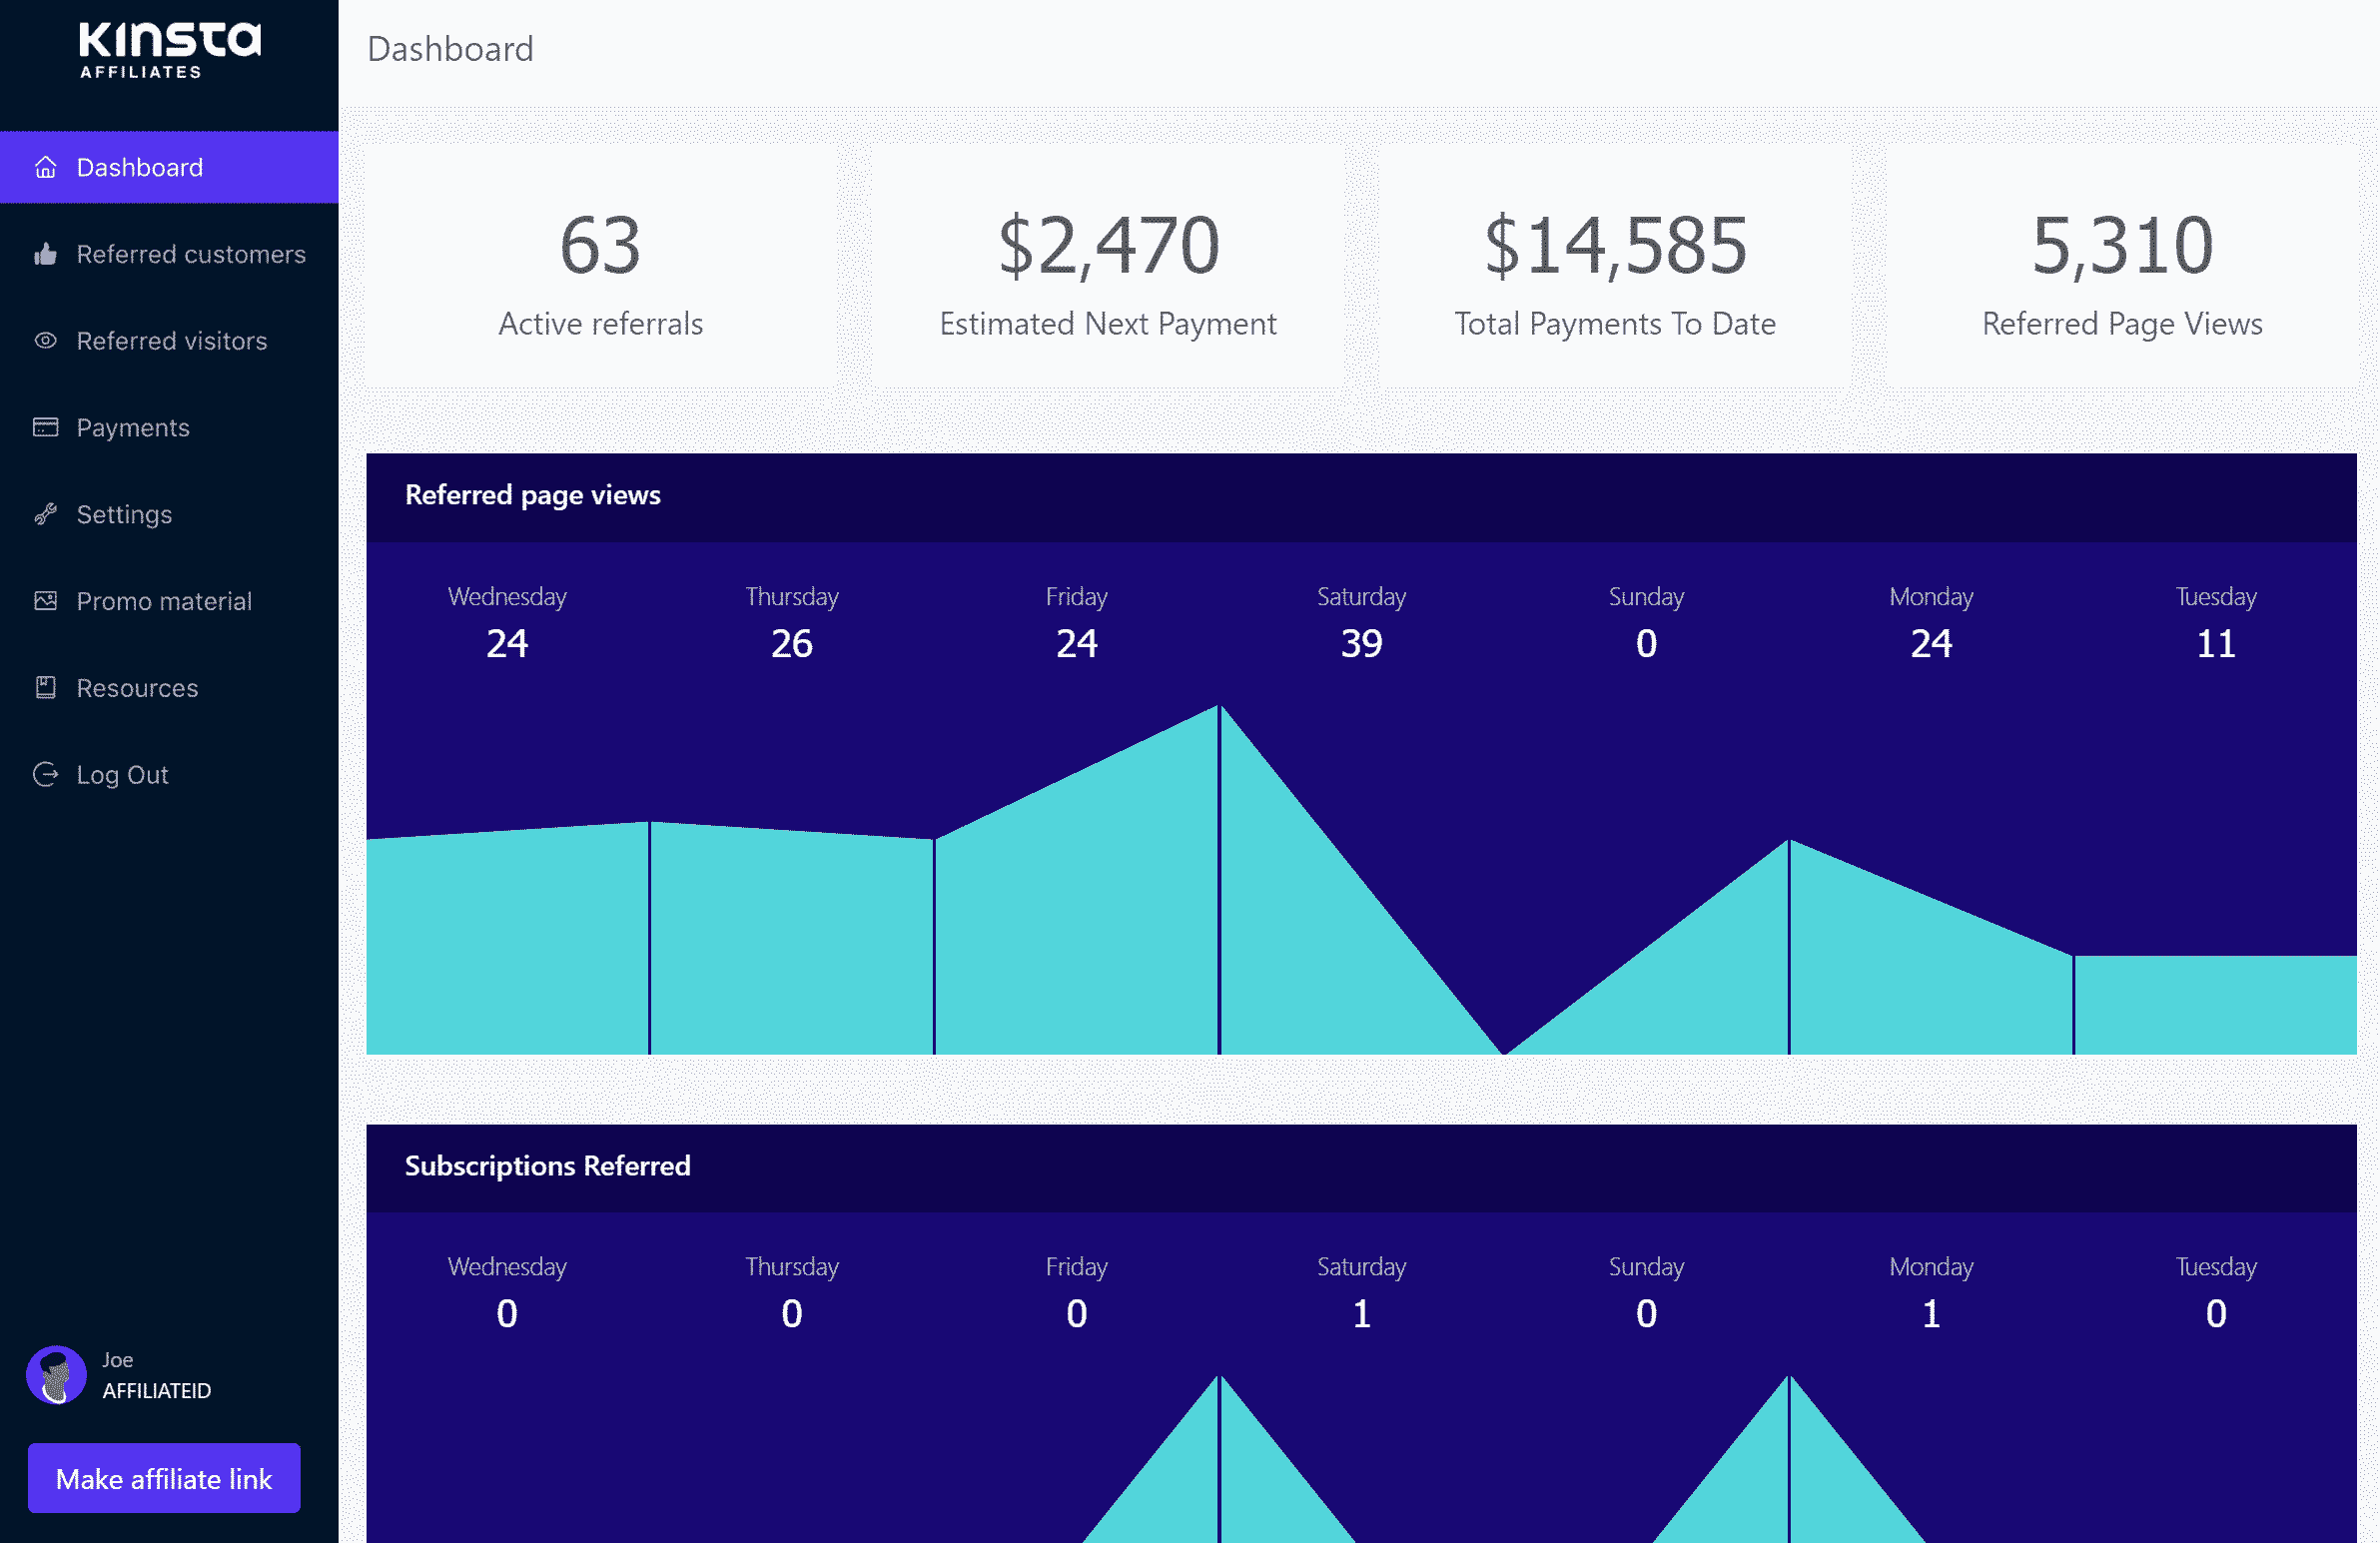 Kinsta
AFFILIATES
Dashboard
Referred customers
Referred visitors
Payments
Settings
Promo material
Resources
Log Out
Joe
AFFILIATEID
Make affiliate link
Dashboard
63
Active referrals
$2,470
Estimated Next Payment
$14,585
Total Payments To Date
5,310
Referred Page Views
Referred page views
Wednesday Thursday Friday Saturday Sunday Monday Tuesday
24 26 24 39 0 24 11
Subscriptions Referred
Wednesday Thursday Friday Saturday Sunday Monday Tuesday
0 0 0 1 0 1 0